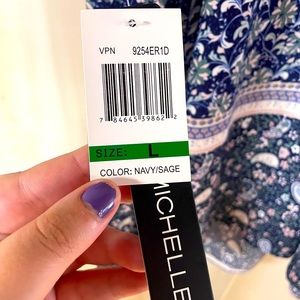 VPN 9254ER1D
7 84645 39862 2
SIZE: L
COLOR: NAVY/SAGE
MICHELLE